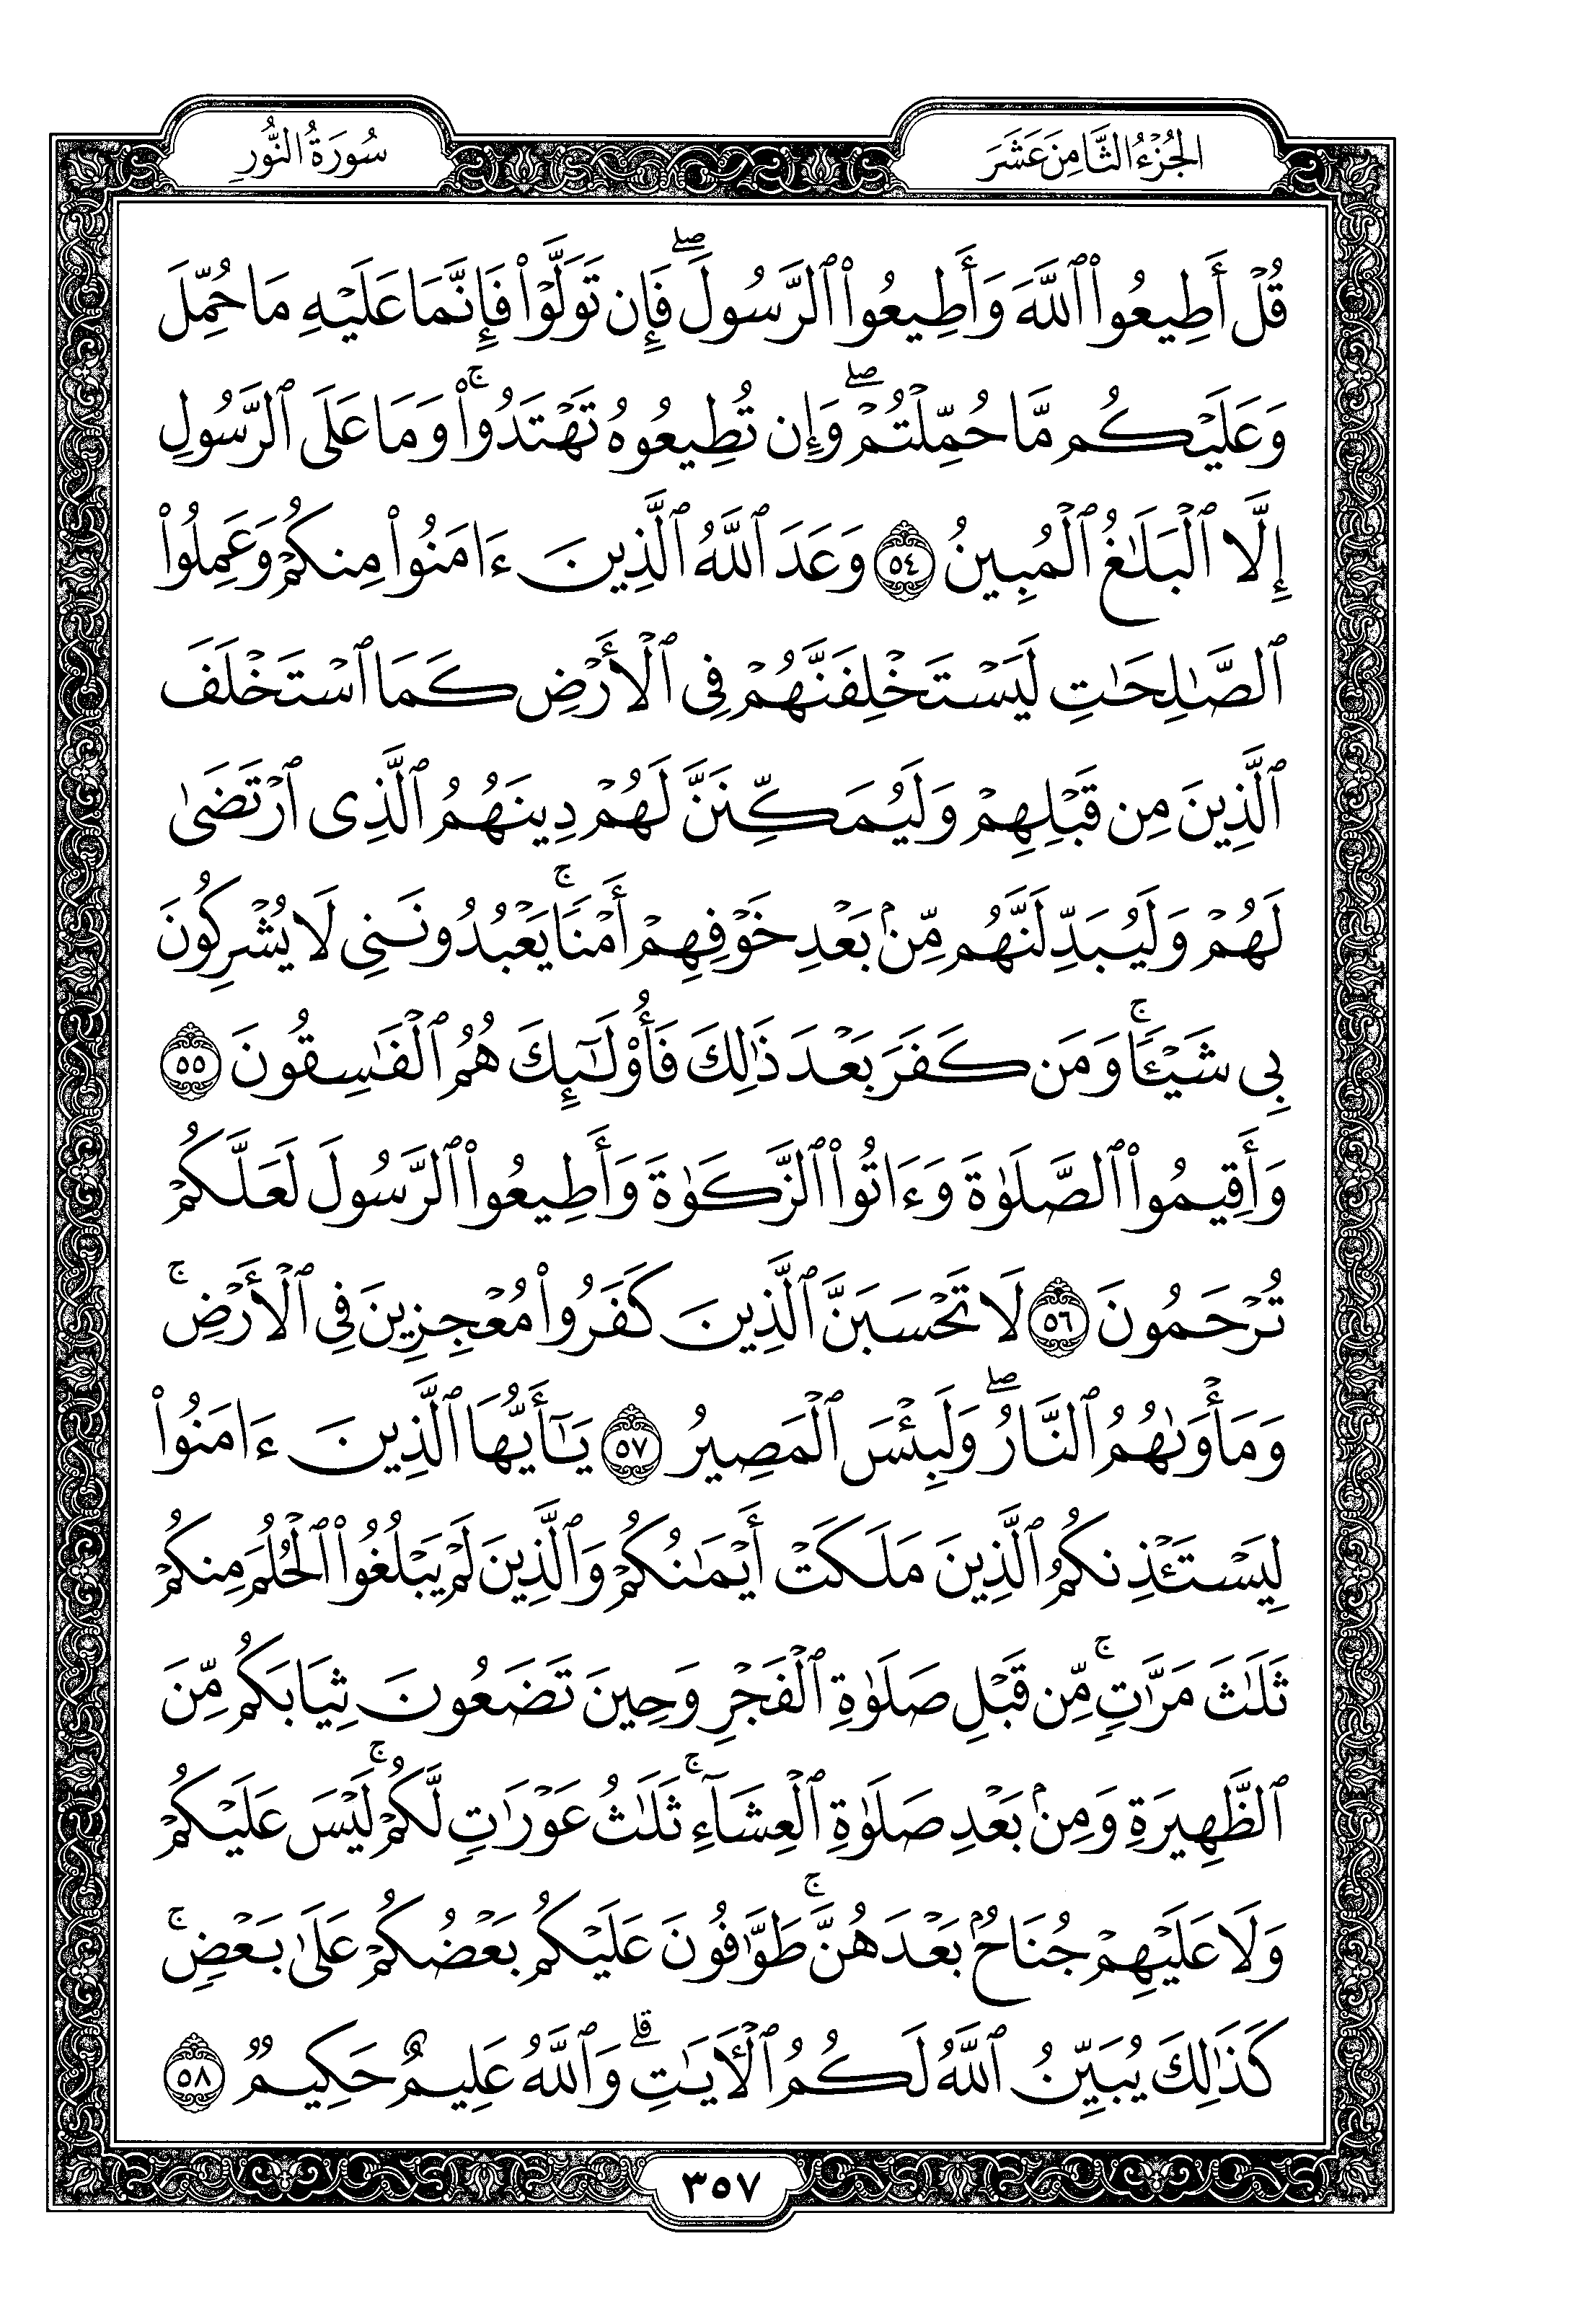 الجُزْءُ الثَّامِنَ عَشَرَ
سُورَةُ النُّورِ
قُلۡ أَطِيعُواْ ٱللَّهَ وَأَطِيعُواْ ٱلرَّسُولَۖ فَإِن تَوَلَّوۡاْ فَإِنَّمَا عَلَيۡهِ مَا حُمِّلَ
وَعَلَيۡكُم مَّا حُمِّلۡتُمۡۖ وَإِن تُطِيعُوهُ تَهۡتَدُواْۚ وَمَا عَلَى ٱلرَّسُولِ
إِلَّا ٱلۡبَلَٰغُ ٱلۡمُبِينُ ٥٤ وَعَدَ ٱللَّهُ ٱلَّذِينَ ءَامَنُواْ مِنكُمۡ وَعَمِلُواْ
ٱلصَّٰلِحَٰتِ لَيَسۡتَخۡلِفَنَّهُمۡ فِي ٱلۡأَرۡضِ كَمَا ٱسۡتَخۡلَفَ
ٱلَّذِينَ مِن قَبۡلِهِمۡ وَلَيُمَكِّنَنَّ لَهُمۡ دِينَهُمُ ٱلَّذِي ٱرۡتَضَىٰ
لَهُمۡ وَلَيُبَدِّلَنَّهُم مِّنۢ بَعۡدِ خَوۡفِهِمۡ أَمۡنٗاۚ يَعۡبُدُونَنِي لَا يُشۡرِكُونَ
بِي شَيۡـٔٗاۚ وَمَن كَفَرَ بَعۡدَ ذَٰلِكَ فَأُوْلَٰٓئِكَ هُمُ ٱلۡفَٰسِقُونَ ٥٥
وَأَقِيمُواْ ٱلصَّلَوٰةَ وَءَاتُواْ ٱلزَّكَوٰةَ وَأَطِيعُواْ ٱلرَّسُولَ لَعَلَّكُمۡ
تُرۡحَمُونَ ٥٦ لَا تَحۡسَبَنَّ ٱلَّذِينَ كَفَرُواْ مُعۡجِزِينَ فِي ٱلۡأَرۡضِۚ
وَمَأۡوَىٰهُمُ ٱلنَّارُۖ وَلَبِئۡسَ ٱلۡمَصِيرُ ٥٧ يَٰٓأَيُّهَا ٱلَّذِينَ ءَامَنُواْ
لِيَسۡتَـٔۡذِنكُمُ ٱلَّذِينَ مَلَكَتۡ أَيۡمَٰنُكُمۡ وَٱلَّذِينَ لَمۡ يَبۡلُغُواْ ٱلۡحُلُمَ مِنكُمۡ
ثَلَٰثَ مَرَّٰتٖۚ مِّن قَبۡلِ صَلَوٰةِ ٱلۡفَجۡرِ وَحِينَ تَضَعُونَ ثِيَابَكُم مِّنَ
ٱلظَّهِيرَةِ وَمِنۢ بَعۡدِ صَلَوٰةِ ٱلۡعِشَآءِۚ ثَلَٰثُ عَوۡرَٰتٖ لَّكُمۡۚ لَيۡسَ عَلَيۡكُمۡ
وَلَا عَلَيۡهِمۡ جُنَاحُۢ بَعۡدَهُنَّۚ طَوَّٰفُونَ عَلَيۡكُم بَعۡضُكُمۡ عَلَىٰ بَعۡضٖۚ
كَذَٰلِكَ يُبَيِّنُ ٱللَّهُ لَكُمُ ٱلۡأٓيَٰتِۗ وَٱللَّهُ عَلِيمٌ حَكِيمٞ ٥٨
٣٥٧